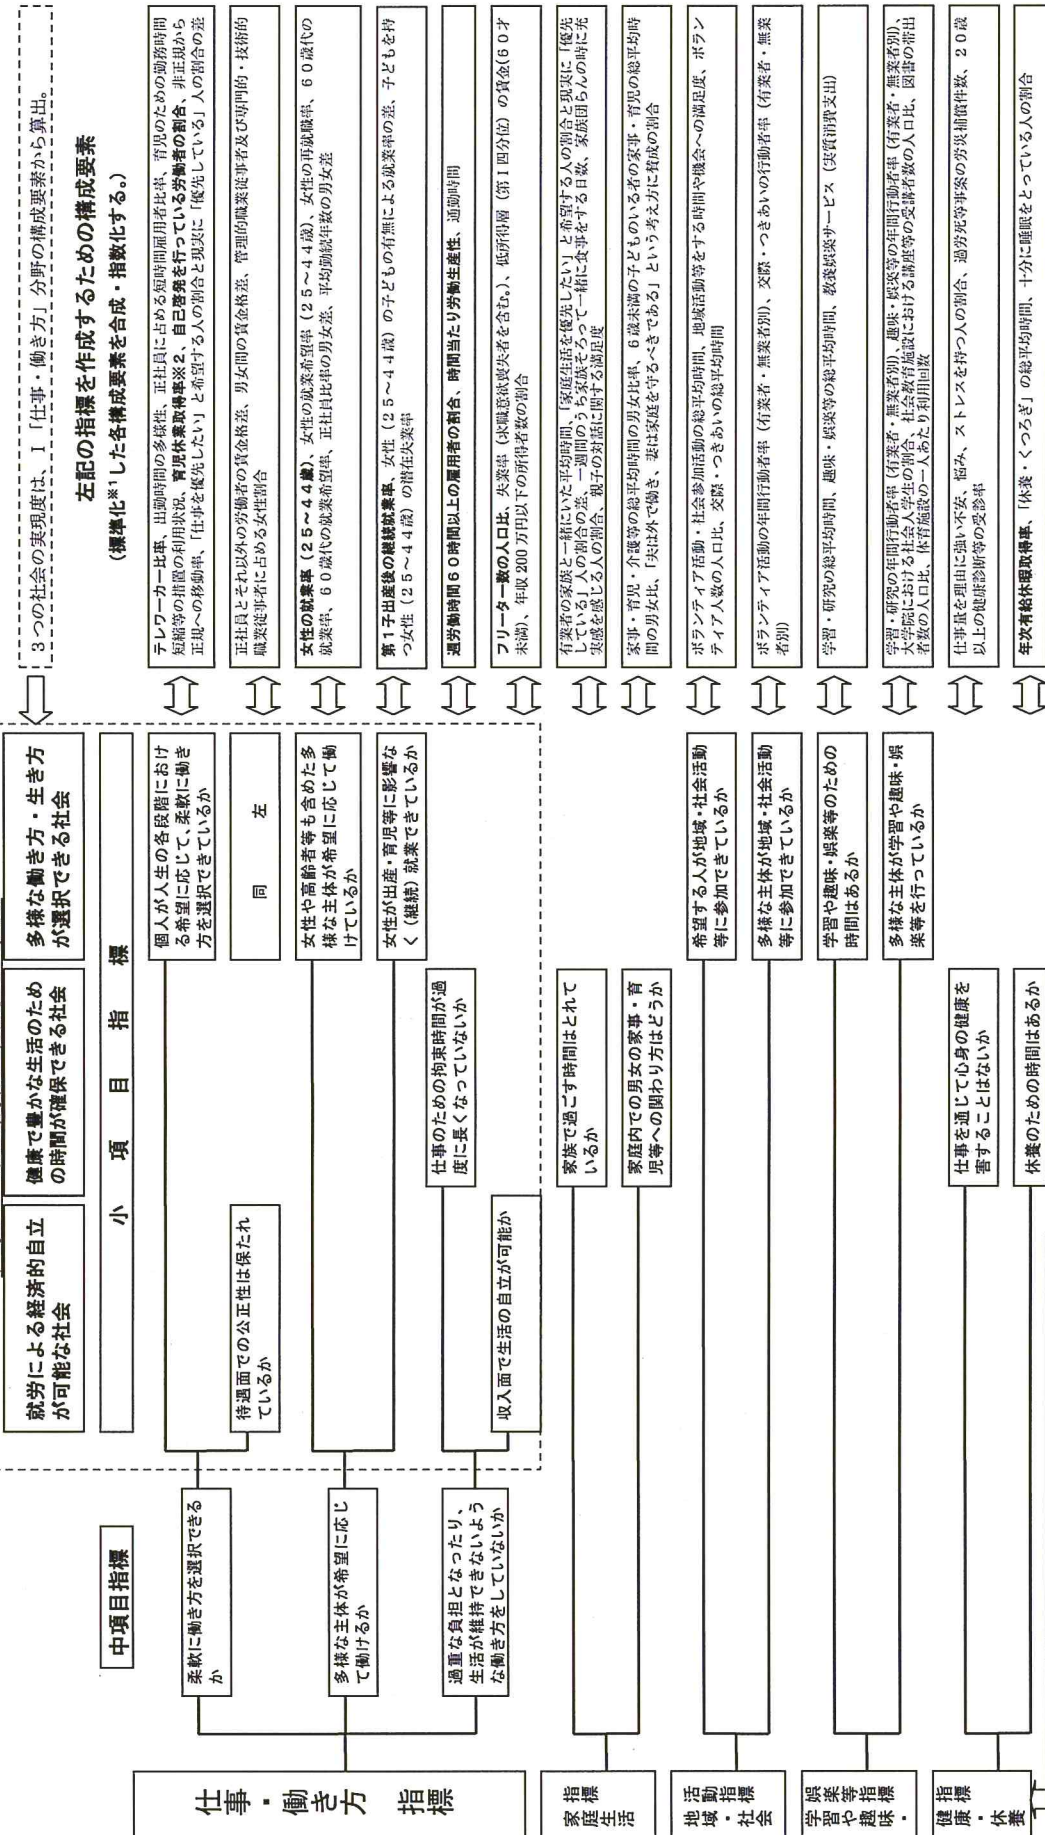 就労による経済的自立
が可能な社会
健康で豊かな生活のため
の時間が確保できる社会
多様な働き方・生き方
が選択できる社会
3つの社会の実現度は、Ⅰ「仕事・働き方」分野の構成要素から算出。
中項目指標
小項目指標
左記の指標を作成するための構成要素
(標準化※1した各構成要素を合成・指数化する。)
仕事・働き方 指標
柔軟に働き方を選択できる
か
個人が人生の各段階におけ
る希望に応じて、柔軟に働き
方を選択できているか
テレワーカー比率、出勤時間の多様性、正社員に占める短時間雇用者比率、育児のための勤務時間
短縮等の措置の利用状況、育児休業取得率※2、自己啓発を行っている労働者の割合、非正規から
正規への移動率、「仕事を優先したい」と希望する人の割合と現実に「優先している」人の割合の差
待遇面での公正性は保たれ
ているか
同 左
正社員とそれ以外の労働者の賃金格差、男女間の賃金格差、管理的職業従事者及び専門的・技術的
職業従事者に占める女性割合
多様な主体が希望に応じ
て働けるか
女性や高齢者等も含めた多
様な主体が希望に応じて働
けているか
女性の就業率(25~44歳)、女性の就業希望率(25~44歳)、女性の再就職率、60歳代の
就業率、60歳代の就業希望率、正社員比率の男女差、平均勤続年数の男女差
女性が出産・育児等に影響な
く(継続)就業できているか
第1子出産後の継続就業率、女性(25~44歳)の子どもの有無による就業率の差、子どもを持
つ女性(25~44歳)の潜在失業率
過重な負担となったり、
生活が維持できないよう
な働き方をしていないか
仕事のための拘束時間が過
度に長くなっていないか
週労働時間60時間以上の雇用者の割合、時間当たり労働生産性、通勤時間
収入面で生活の自立が可能か
フリーター数の人口比、失業率(求職意欲喪失者を含む。)、低所得層(第Ⅰ四分位)の賃金(60才
未満)、年収200万円以下の所得者数の割合
家庭生活
指標
家族で過ごす時間はとれて
いるか
有業者の家族と一緒にいた平均時間、「家庭生活を優先したい」と希望する人の割合と現実に「優先
している」人の割合の差、一週間のうち家族そろって一緒に食事をする日数、家族団らんの時に充
実感を感じる人の割合、親子の対話に関する満足度
家庭内での男女の家事・育
児等への関わり方はどうか
家事・育児・介護等の総平均時間の男女比率、6歳未満の子どものいる者の家事・育児の総平均時
間の男女比、「夫は外で働き、妻は家庭を守るべきである」という考え方に賛成の割合
地域・社会
活動指標
希望する人が地域・社会活動
等に参加できているか
ボランティア活動・社会参加活動の総平均時間、地域活動等をする時間や機会への満足度、ボラン
ティア人数の人口比、交際・つきあいの総平均時間
多様な主体が地域・社会活動
等に参加できているか
ボランティア活動の年間行動者率(有業者・無業者別)、交際・つきあいの行動者率(有業者・無業
者別)
学習や趣味・
娯楽等指標
学習や趣味・娯楽等のための
時間はあるか
学習・研究の総平均時間、趣味・娯楽等の総平均時間、教養娯楽サービス(実質消費支出)
多様な主体が学習や趣味・娯
楽等を行っているか
学習・研究の年間行動者率(有業者・無業者別)、趣味・娯楽等の年間行動者率(有業者・無業者別)、
大学院における社会人学生の割合、社会教育施設における講座等の受講者数の人口比、図書の帯出
者数の人口比、体育施設の一人あたり利用回数
健康・休養
指標
仕事を通じて心身の健康を
害することはないか
仕事量を理由に強い不安、悩み、ストレスを持つ人の割合、過労死等事案の労災補償件数、20歳
以上の健康診断等の受診率
休養のための時間はあるか
年次有給休暇取得率、「休養・くつろぎ」の総平均時間、十分に睡眠をとっている人の割合